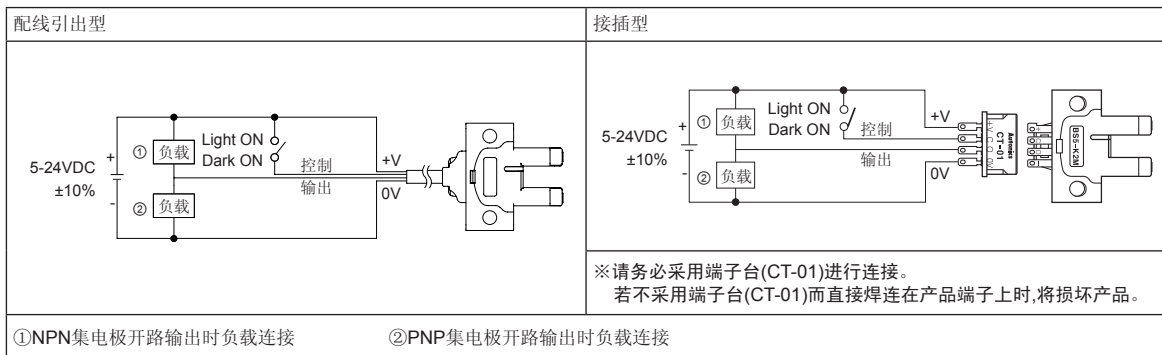 配线引出型
接插型
5-24VDC
±10%
+
-
① 负载
② 负载
Light ON
Dark ON
控制
输出
+V
0V
5-24VDC
±10%
+
-
① 负载
② 负载
Light ON
Dark ON
控制
输出
+V
0V
Autonics
CT-01
+V C O 0V
BS5-K2M
※请务必采用端子台(CT-01)进行连接。
若不采用端子台(CT-01)而直接焊连在产品端子上时,将损坏产品。
①NPN集电极开路输出时负载连接
②PNP集电极开路输出时负载连接